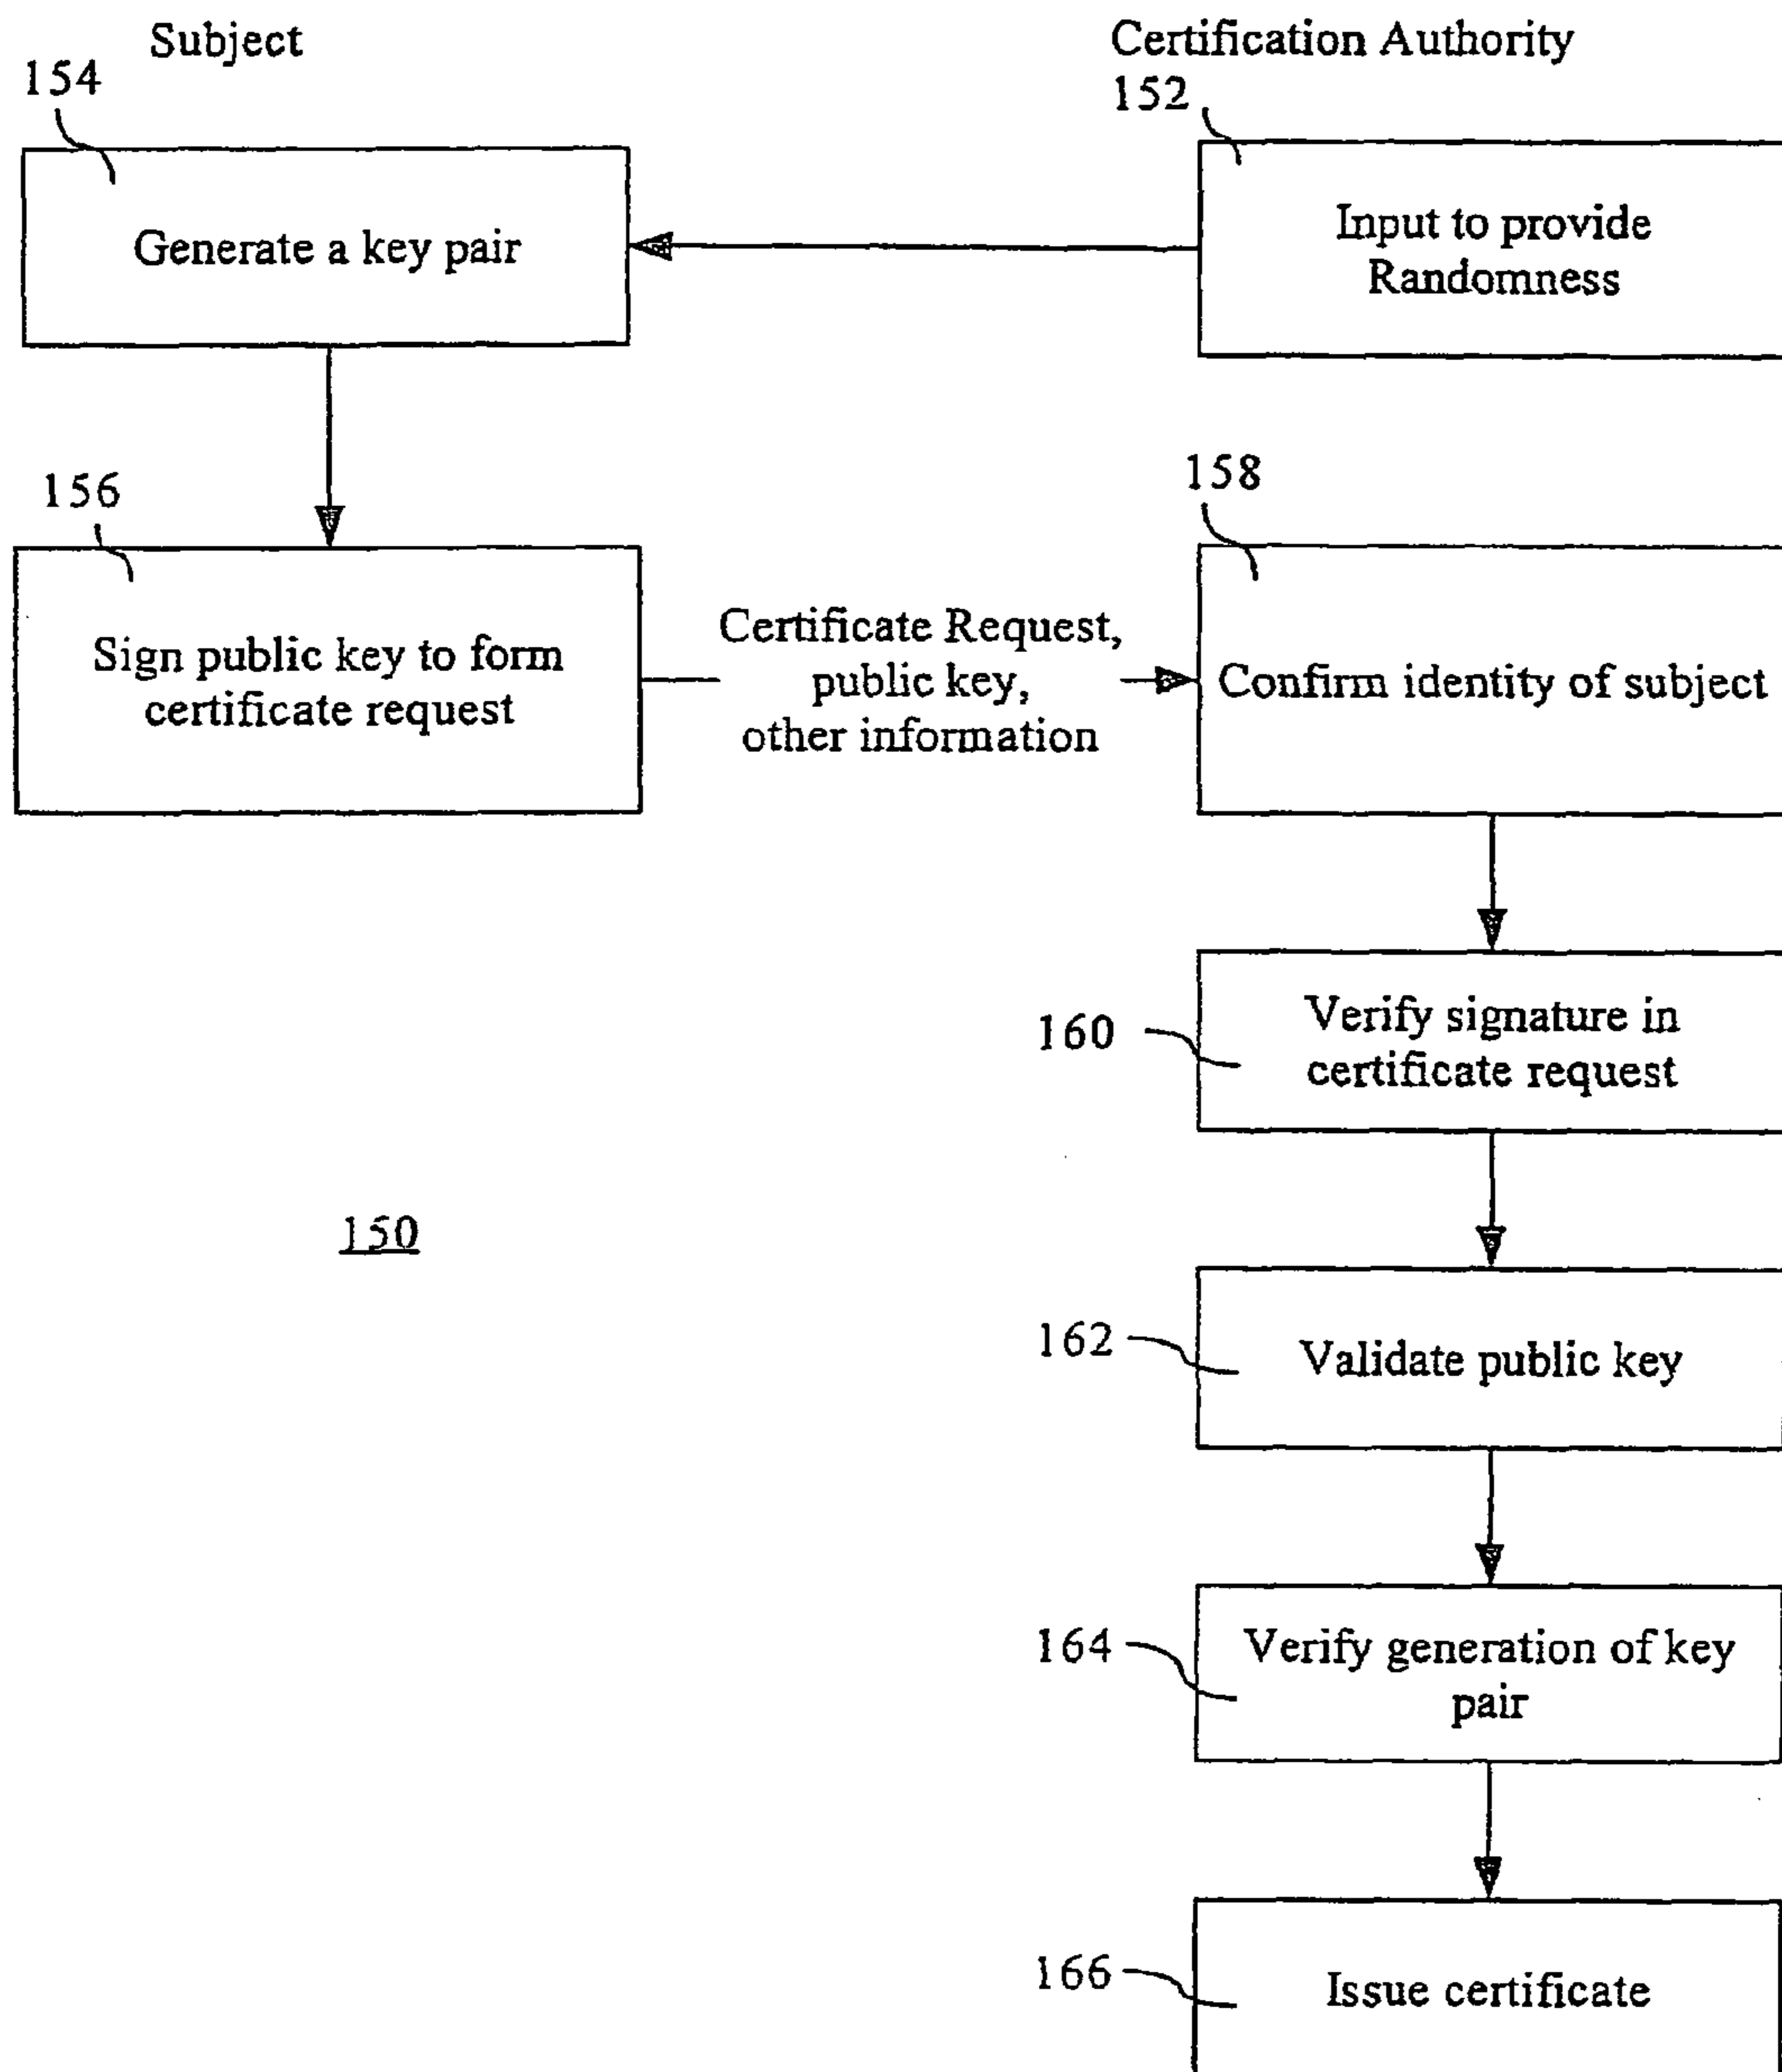 Subject
154
Certification Authority
152
Generate a key pair
Input to provide
Randomness
156
158
Sign public key to form
certificate request
Certificate Request,
public key,
other information
Confirm identity of subject
160
Verify signature in
certificate request
150
162
Validate public key
164
Verify generation of key
pair
166
Issue certificate